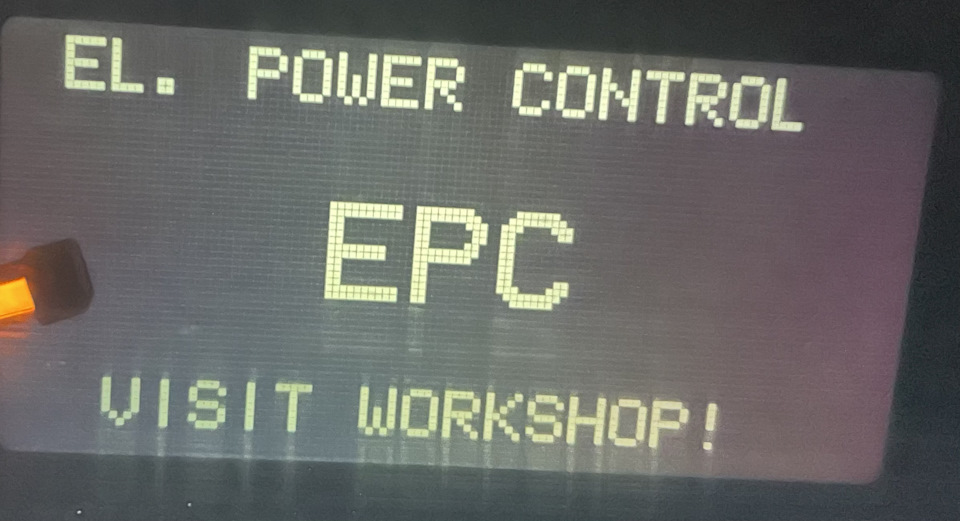 EL. POWER CONTROL
EPC
VISIT WORKSHOP!